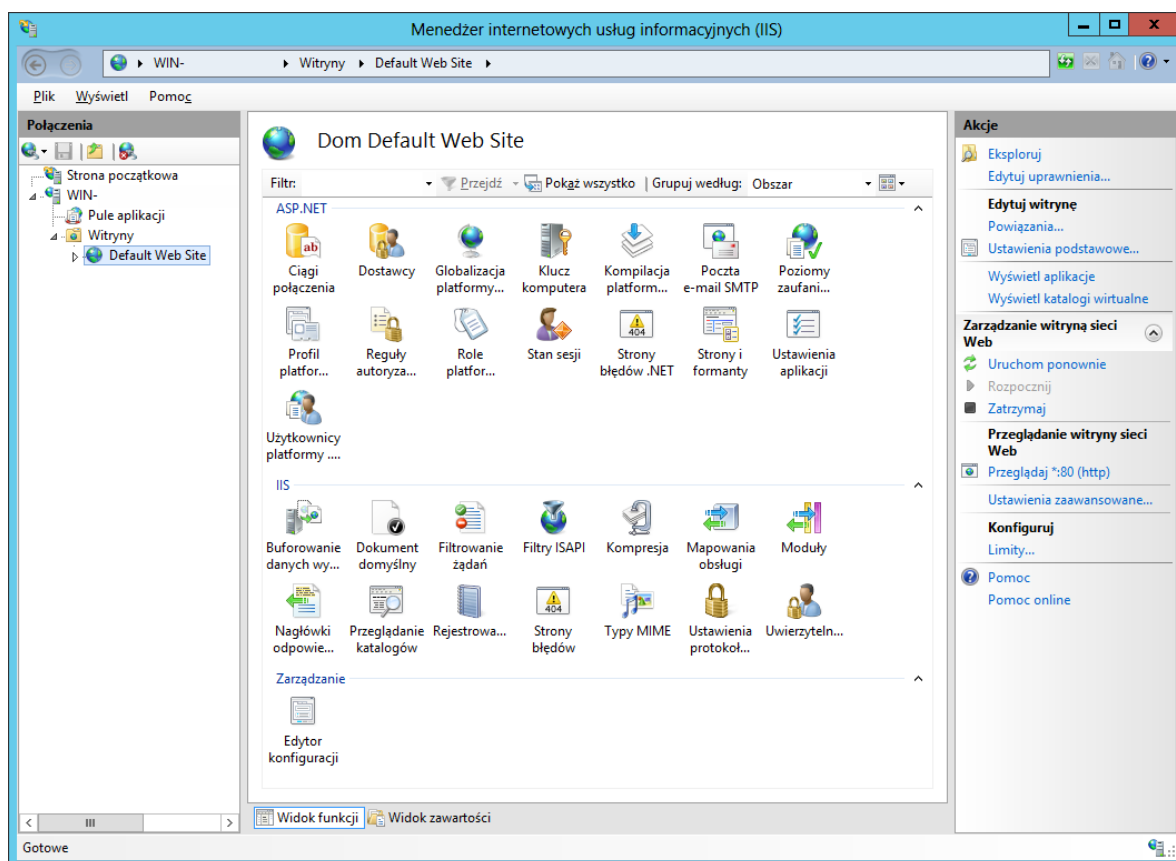 Menedżer internetowych usług informacyjnych (IIS)
WIN- Witryny Default Web Site
Plik Wyświetl Pomoc
Połączenia
Strona początkowa
WIN-
Pule aplikacji
Witryny
Default Web Site
Dom Default Web Site
Filtr: Przejdź Pokaż wszystko Grupuj według: Obszar
ASP.NET
Ciągi połączenia
Dostawcy
Globalizacja platformy...
Klucz komputera
Kompilacja platform...
Poczta e-mail SMTP
Poziomy zaufani...
Profil platfor...
Reguły autoryza...
Role platfor...
Stan sesji
Strony błędów .NET
Strony i formanty
Ustawienia aplikacji
Użytkownicy platformy ....
IIS
Buforowanie danych wy...
Dokument domyślny
Filtrowanie żądań
Filtry ISAPI
Kompresja
Mapowania obsługi
Moduły
Nagłówki odpowie...
Przeglądanie katalogów
Rejestrowa...
Strony błędów
Typy MIME
Ustawienia protokoł...
Uwierzyteln...
Zarządzanie
Edytor konfiguracji
Widok funkcji Widok zawartości
Akcje
Eksploruj
Edytuj uprawnienia...
Edytuj witrynę
Powiązania...
Ustawienia podstawowe...
Wyświetl aplikacje
Wyświetl katalogi wirtualne
Zarządzanie witryną sieci
Web
Uruchom ponownie
Rozpocznij
Zatrzymaj
Przeglądanie witryny sieci
Web
Przeglądaj *:80 (http)
Ustawienia zaawansowane...
Konfiguruj
Limity...
Pomoc
Pomoc online
Gotowe